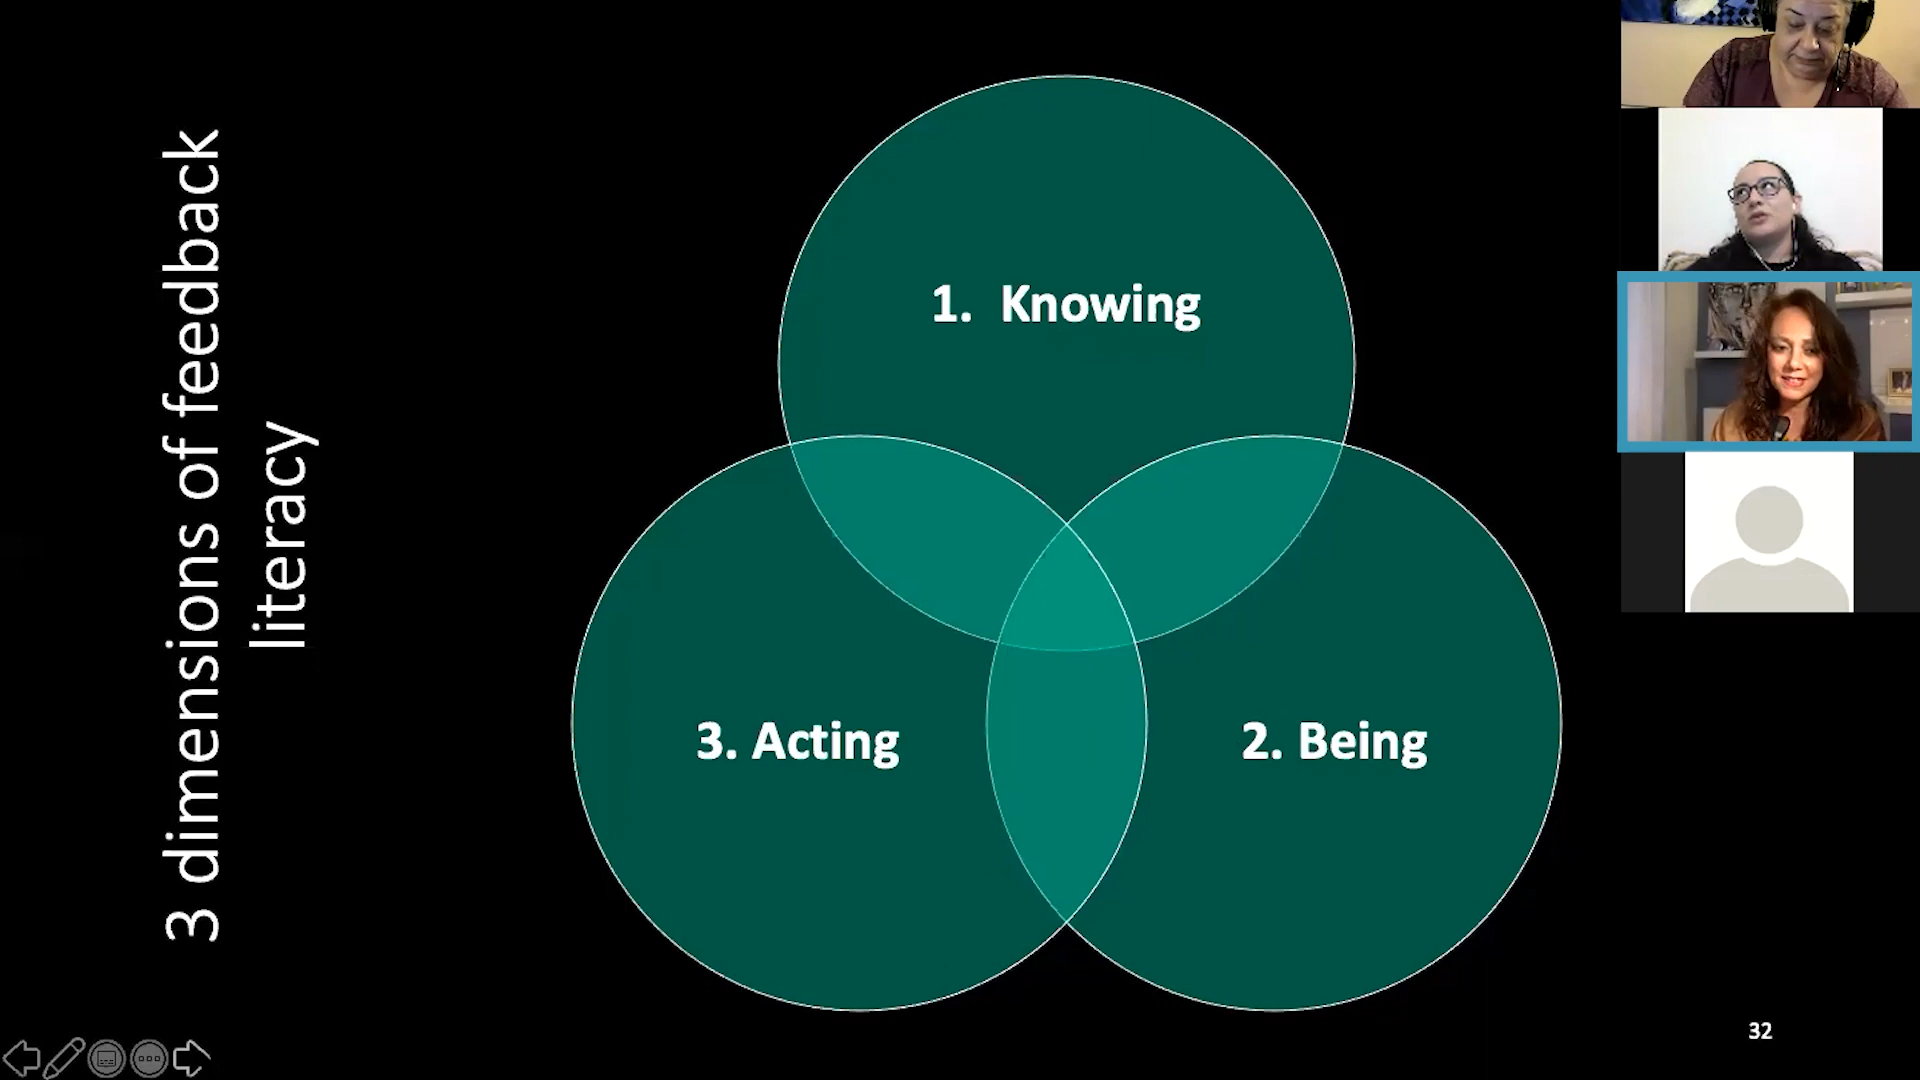 3 dimensions of feedback
literacy
1. Knowing
3. Acting
2. Being
32